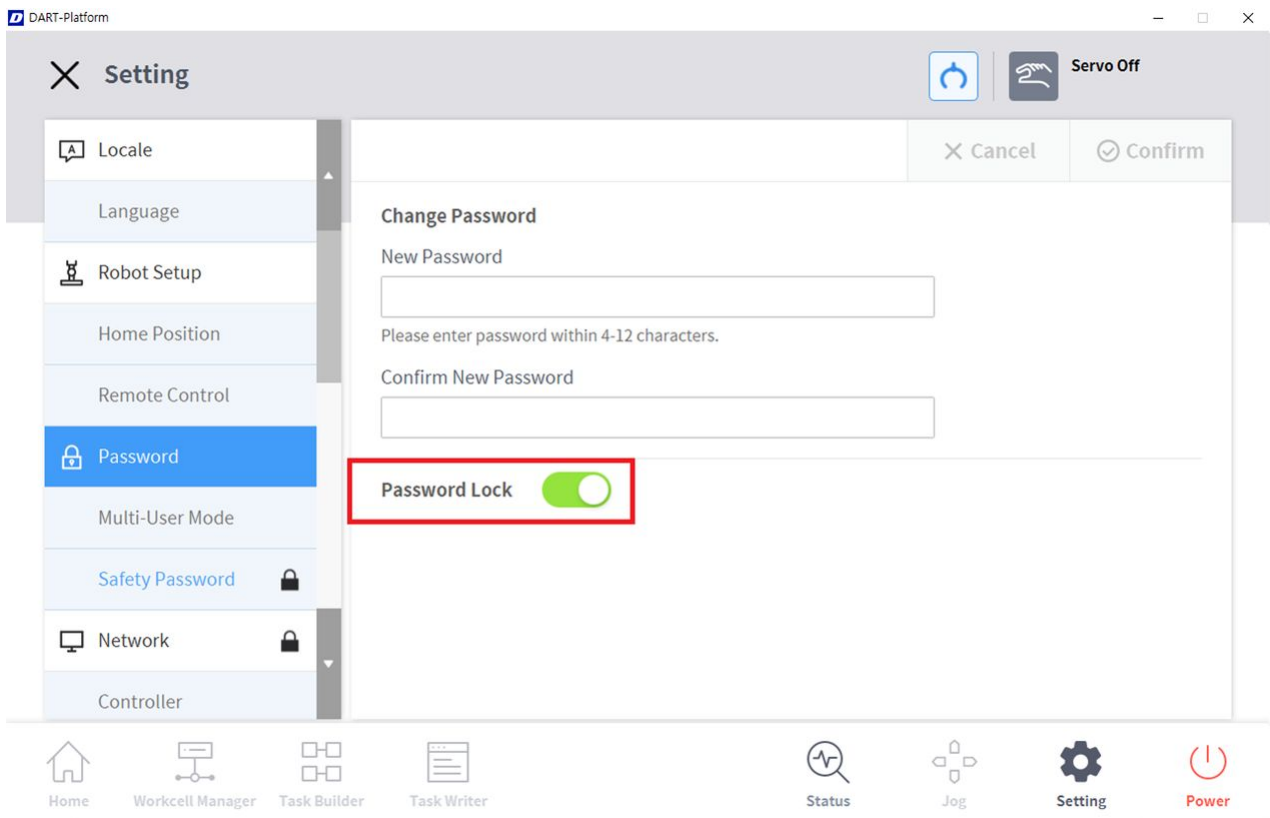 DART-Platform
Setting
Servo Off
Locale
Language
Robot Setup
Home Position
Remote Control
Password
Multi-User Mode
Safety Password
Network
Controller
Cancel
Confirm
Change Password
New Password
Please enter password within 4-12 characters.
Confirm New Password
Password Lock
Home
Workcell Manager
Task Builder
Task Writer
Status
Jog
Setting
Power